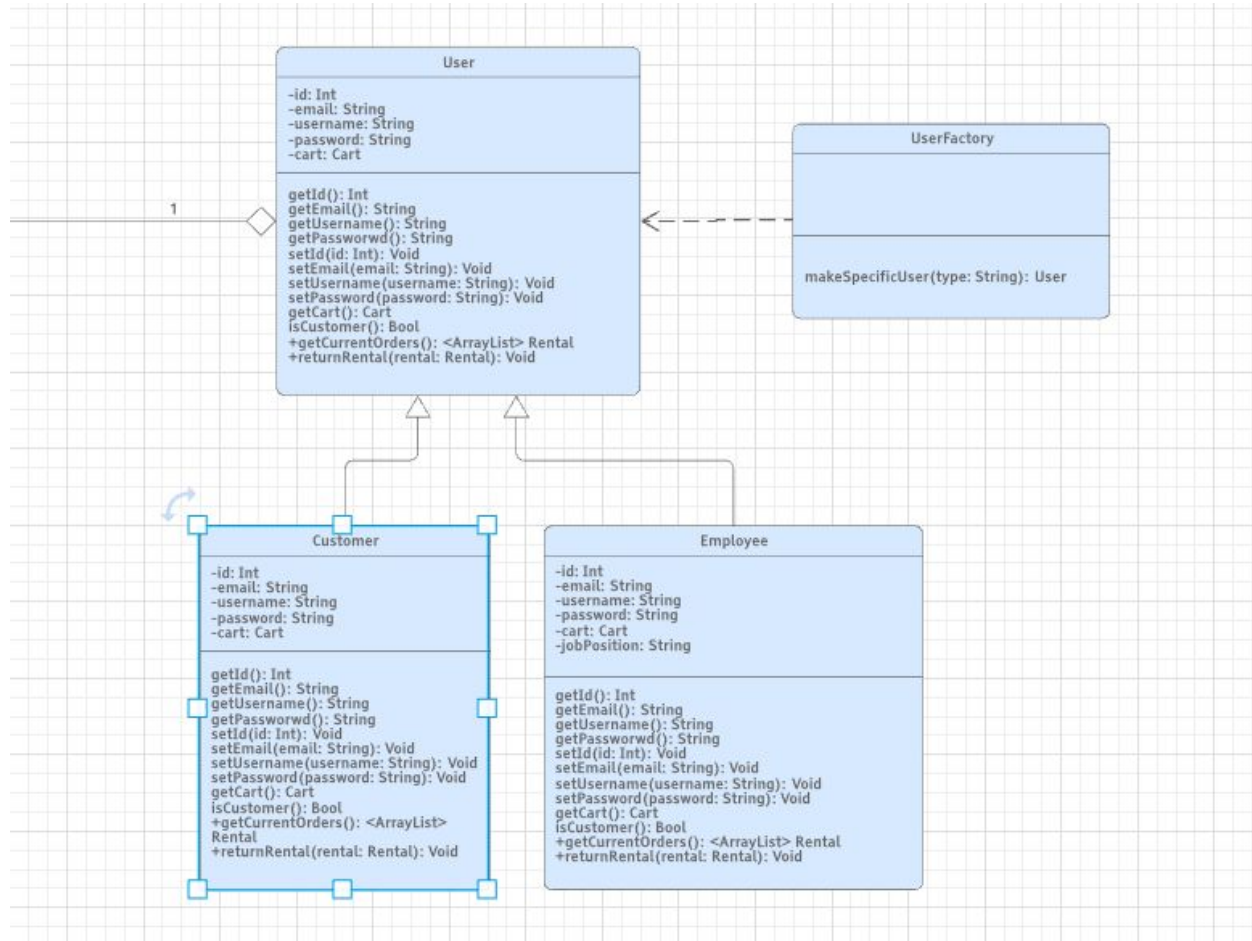 User
-id: Int
-email: String
-username: String
-password: String
-cart: Cart
getId(): Int
getEmail(): String
getUsername(): String
getPassworwd(): String
setId(id: Int): Void
setEmail(email: String): Void
setUsername(username: String): Void
setPassword(password: String): Void
getCart(): Cart
isCustomer(): Bool
+getCurrentOrders(): <ArrayList> Rental
+returnRental(rental: Rental): Void
1
UserFactory
makeSpecificUser(type: String): User
Customer
-id: Int
-email: String
-username: String
-password: String
-cart: Cart
getId(): Int
getEmail(): String
getUsername(): String
getPassworwd(): String
setId(id: Int): Void
setEmail(email: String): Void
setUsername(username: String): Void
setPassword(password: String): Void
getCart(): Cart
isCustomer(): Bool
+getCurrentOrders(): <ArrayList>
Rental
+returnRental(rental: Rental): Void
Employee
-id: Int
-email: String
-username: String
-password: String
-cart: Cart
-jobPosition: String
getId(): Int
getEmail(): String
getUsername(): String
getPassworwd(): String
setId(id: Int): Void
setEmail(email: String): Void
setUsername(username: String): Void
setPassword(password: String): Void
getCart(): Cart
isCustomer(): Bool
+getCurrentOrders(): <ArrayList> Rental
+returnRental(rental: Rental): Void